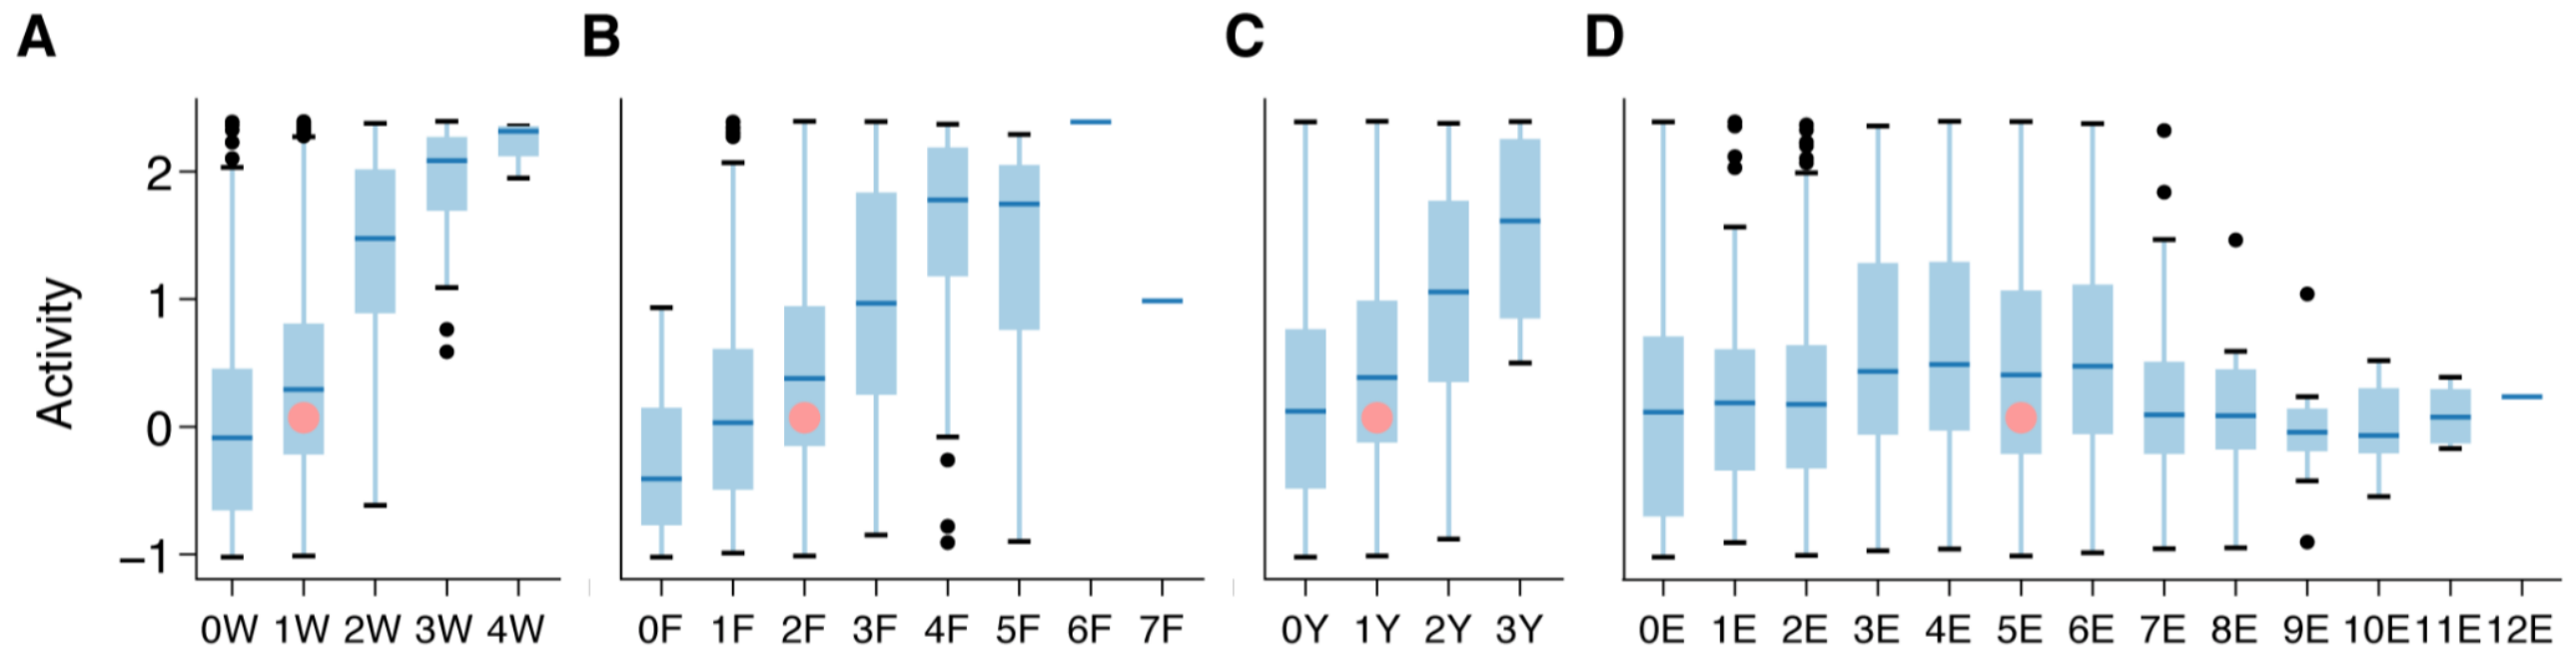 A B C D
Activity
2
1
0
−1
0W 1W 2W 3W 4W 0F 1F 2F 3F 4F 5F 6F 7F 0Y 1Y 2Y 3Y 0E 1E 2E 3E 4E 5E 6E 7E 8E 9E 10E 11E 12E